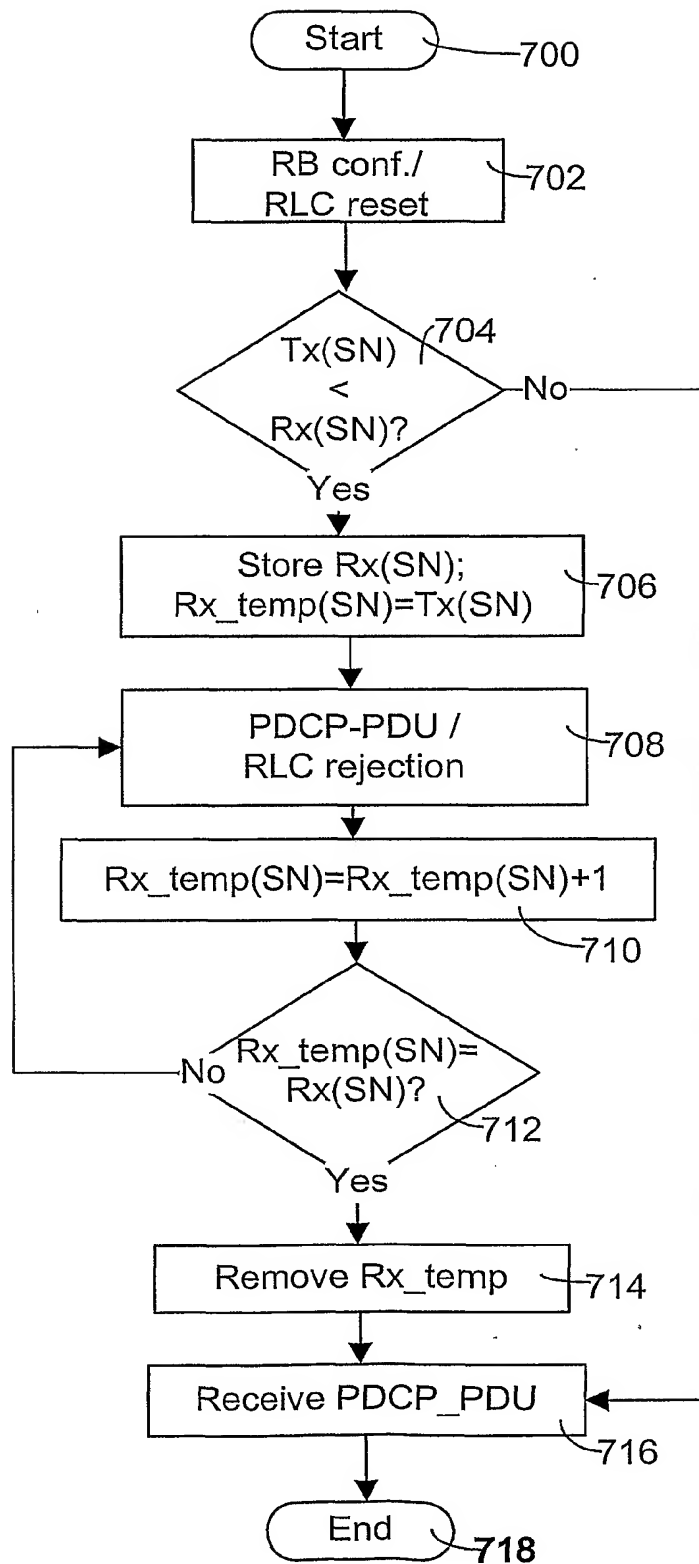 Start
700
RB conf./
RLC reset
702
Tx(SN)
<
Rx(SN)?
704
No
Yes
Store Rx(SN);
Rx_temp(SN)=Tx(SN)
706
PDCP-PDU /
RLC rejection
708
Rx_temp(SN)=Rx_temp(SN)+1
710
Rx_temp(SN)=
Rx(SN)?
712
No
Yes
Remove Rx_temp
714
Receive PDCP_PDU
716
End
718